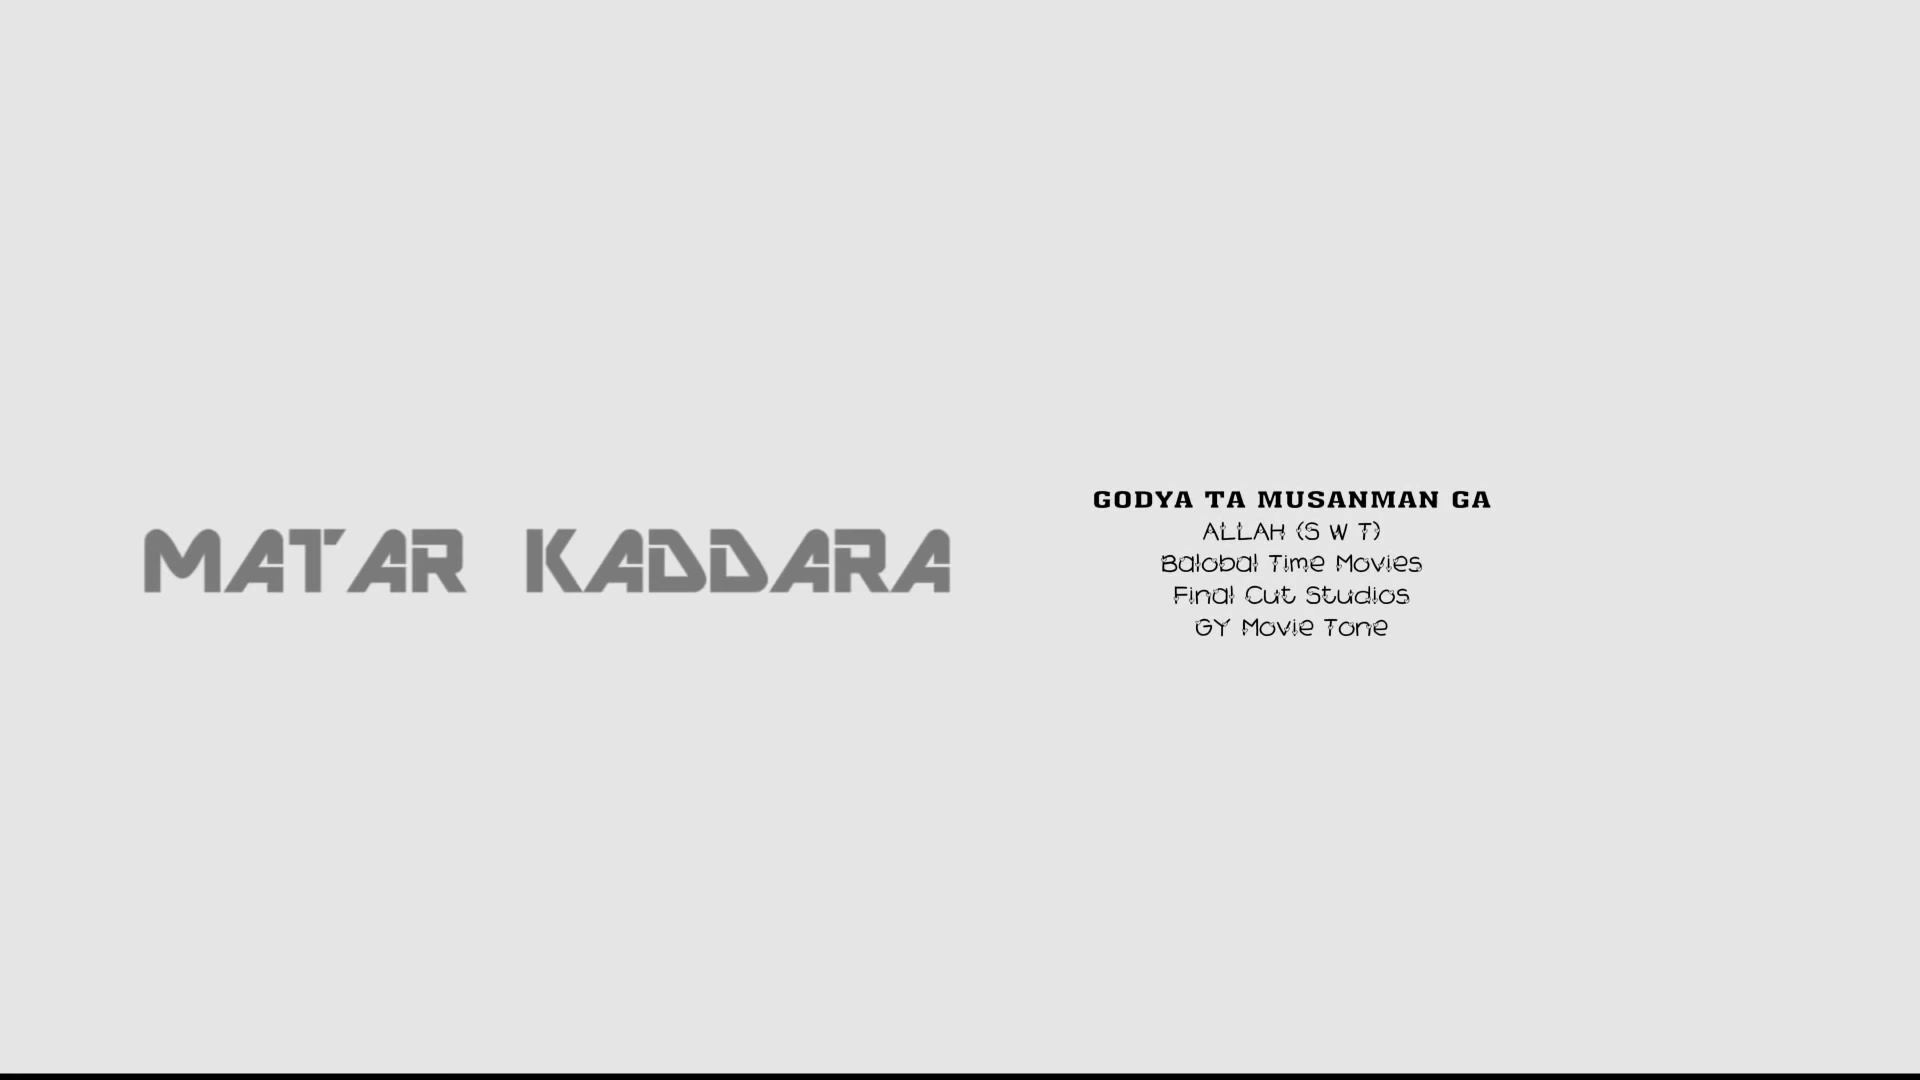 MATAR KADDARA
GODYA TA MUSANMAN GA
ALLAH (S W T)
Balobal Time Movies
Final Cut Studios
GY Movie Tone